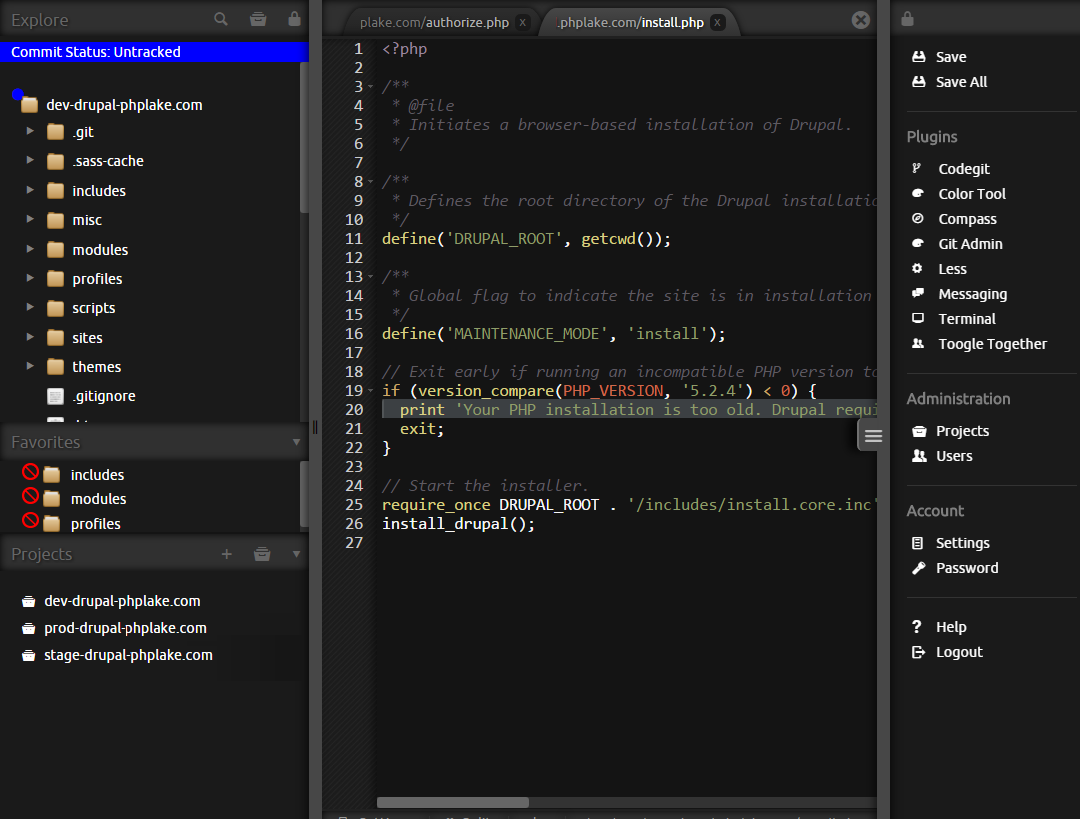 Explore
Commit Status: Untracked
dev-drupal-phplake.com
.git
.sass-cache
includes
misc
modules
profiles
scripts
sites
themes
.gitignore
Favorites
includes
modules
profiles
Projects
dev-drupal-phplake.com
prod-drupal-phplake.com
stage-drupal-phplake.com
plake.com/authorize.php x
.phplake.com/install.php x
1 <?php
2
3 /**
4 * @file
5 * Initiates a browser-based installation of Drupal.
6 */
7
8 /**
9 * Defines the root directory of the Drupal installatio
10 */
11 define('DRUPAL_ROOT', getcwd());
12
13 /**
14 * Global flag to indicate the site is in installation
15 */
16 define('MAINTENANCE_MODE', 'install');
17
18 // Exit early if running an incompatible PHP version to
19 if (version_compare(PHP_VERSION, '5.2.4') < 0) {
20 print 'Your PHP installation is too old. Drupal requi
21 exit;
22 }
23
24 // Start the installer.
25 require_once DRUPAL_ROOT . '/includes/install.core.inc'
26 install_drupal();
27
Save
Save All
Plugins
Codegit
Color Tool
Compass
Git Admin
Less
Messaging
Terminal
Toogle Together
Administration
Projects
Users
Account
Settings
Password
Help
Logout